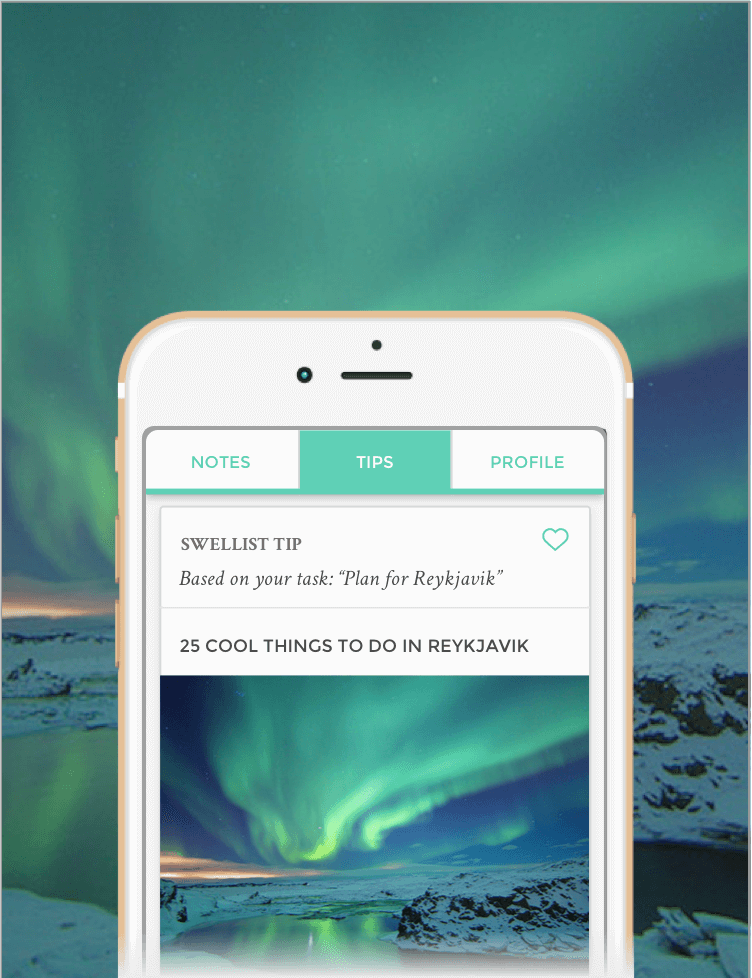 NOTES
TIPS
PROFILE
SWELLIST TIP
Based on your task: “Plan for Reykjavik”
25 COOL THINGS TO DO IN REYKJAVIK